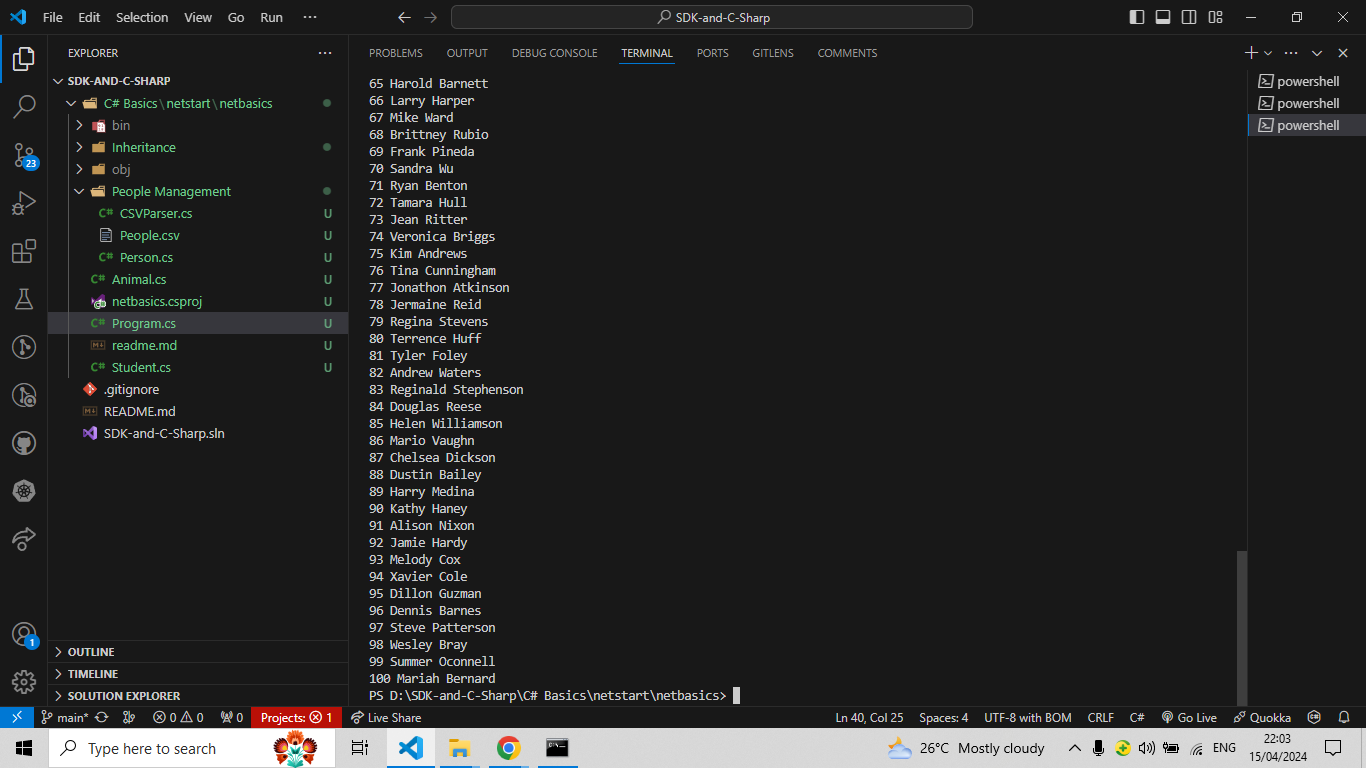 File Edit Selection View Go Run ···
SDK-and-C-Sharp
EXPLORER ···
SDK-AND-C-SHARP
C# Basics\netstart\netbasics
bin
Inheritance
obj
People Management
C# CSVParser.cs U
People.csv U
C# Person.cs U
C# Animal.cs U
netbasics.csproj U
C# Program.cs U
readme.md U
C# Student.cs U
.gitignore
README.md
SDK-and-C-Sharp.sln
OUTLINE
TIMELINE
SOLUTION EXPLORER
23
1
PROBLEMS OUTPUT DEBUG CONSOLE TERMINAL PORTS GITLENS COMMENTS
65 Harold Barnett
66 Larry Harper
67 Mike Ward
68 Brittney Rubio
69 Frank Pineda
70 Sandra Wu
71 Ryan Benton
72 Tamara Hull
73 Jean Ritter
74 Veronica Briggs
75 Kim Andrews
76 Tina Cunningham
77 Jonathon Atkinson
78 Jermaine Reid
79 Regina Stevens
80 Terrence Huff
81 Tyler Foley
82 Andrew Waters
83 Reginald Stephenson
84 Douglas Reese
85 Helen Williamson
86 Mario Vaughn
87 Chelsea Dickson
88 Dustin Bailey
89 Harry Medina
90 Kathy Haney
91 Alison Nixon
92 Jamie Hardy
93 Melody Cox
94 Xavier Cole
95 Dillon Guzman
96 Dennis Barnes
97 Steve Patterson
98 Wesley Bray
99 Summer Oconnell
100 Mariah Bernard
PS D:\SDK-and-C-Sharp\C# Basics\netstart\netbasics>
powershell
powershell
powershell
main* 0 0 0 Projects: 1 Live Share Ln 40, Col 25 Spaces: 4 UTF-8 with BOM CRLF C# Go Live Quokka
Type here to search 26°C Mostly cloudy ENG 22:03
15/04/2024